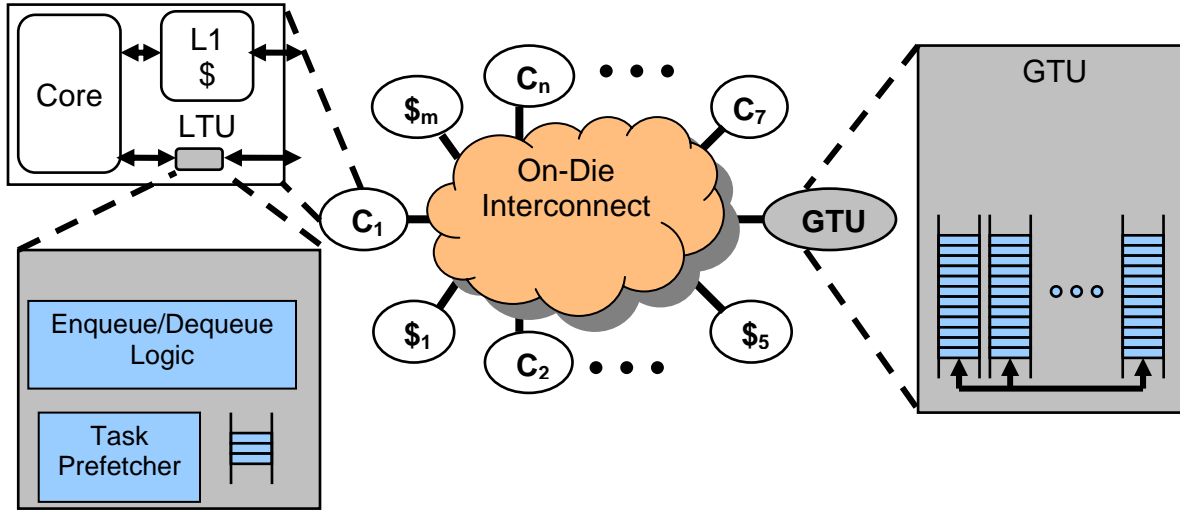 Core
L1
$
LTU
Enqueue/Dequeue
Logic
Task
Prefetcher
C1
$m
Cn
C7
On-Die
Interconnect
$1
C2
$5
GTU
GTU